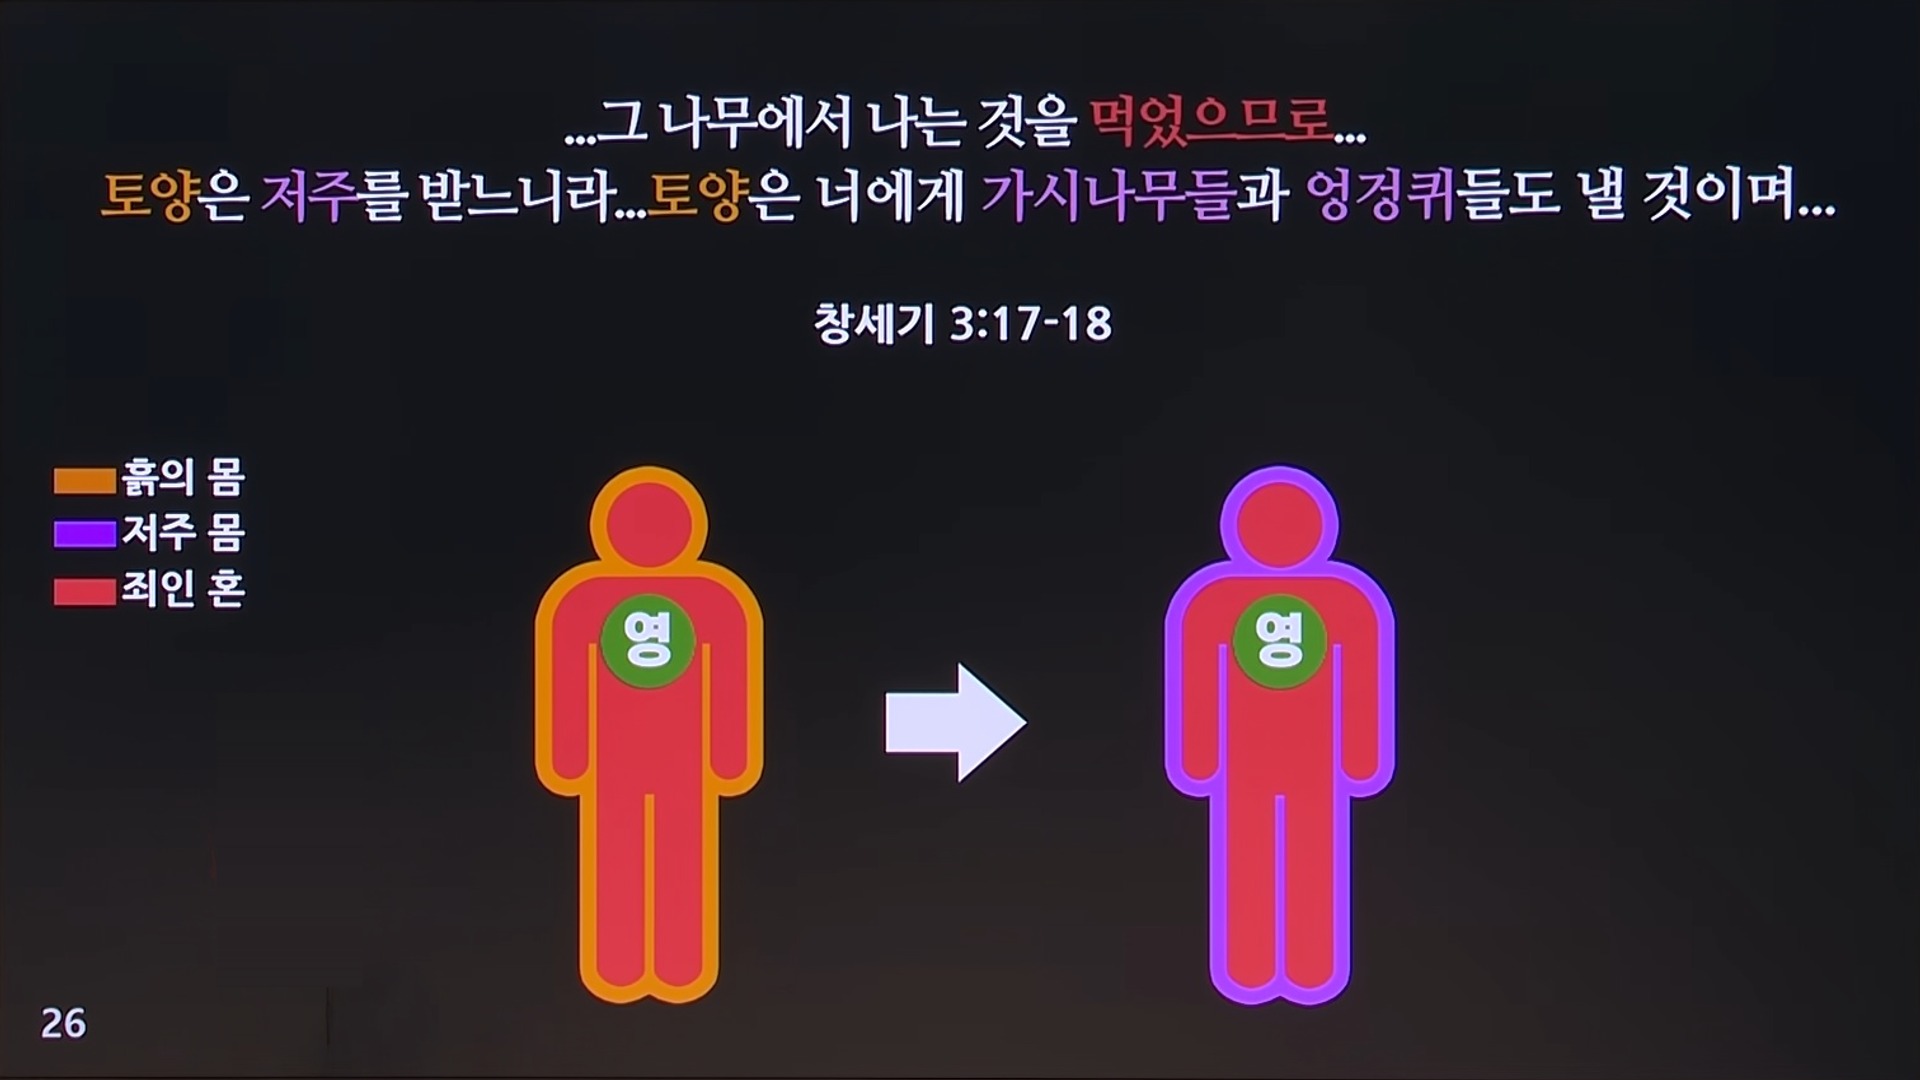 ...그 나무에서 나는 것을 먹었으므로...
토양은 저주를 받느니라...토양은 너에게 가시나무들과 엉겅퀴들도 낼 것이며...
창세기 3:17-18
흙의 몸
저주 몸
죄인 혼
영
영
26